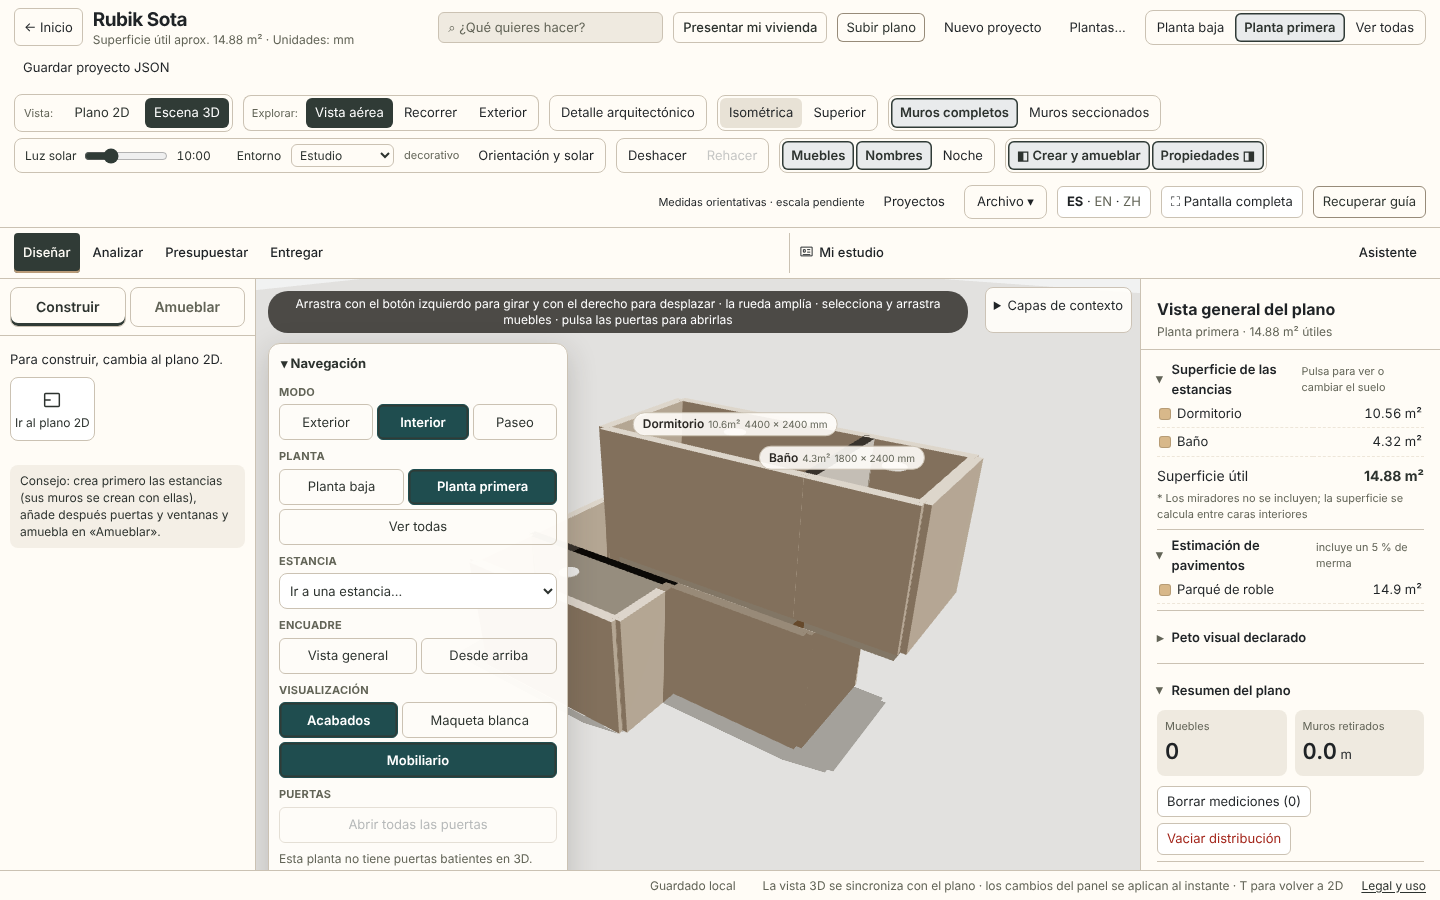 ← Inicio
Rubik Sota
Superficie útil aprox. 14.88 m² · Unidades: mm
¿Qué quieres hacer?
Presentar mi vivienda
Subir plano
Nuevo proyecto
Plantas...
Planta baja
Planta primera
Ver todas
Guardar proyecto JSON
Vista:
Plano 2D
Escena 3D
Explorar:
Vista aérea
Recorrer
Exterior
Detalle arquitectónico
Isométrica
Superior
Muros completos
Muros seccionados
Luz solar
10:00
Entorno
Estudio
decorativo
Orientación y solar
Deshacer
Rehacer
Muebles
Nombres
Noche
Crear y amueblar
Propiedades
Medidas orientativas · escala pendiente
Proyectos
Archivo ▾
ES · EN · ZH
Pantalla completa
Recuperar guía
Diseñar
Analizar
Presupuestar
Entregar
Mi estudio
Asistente
Construir
Amueblar
Para construir, cambia al plano 2D.
Ir al plano 2D
Consejo: crea primero las estancias
(sus muros se crean con ellas),
añade después puertas y ventanas y
amuebla en «Amueblar».
Arrastra con el botón izquierdo para girar y con el derecho para desplazar · la rueda amplía · selecciona y arrastra
muebles · pulsa las puertas para abrirlas
▶ Capas de contexto
▾ Navegación
MODO
Exterior
Interior
Paseo
PLANTA
Planta baja
Planta primera
Ver todas
ESTANCIA
Ir a una estancia...
ENCUADRE
Vista general
Desde arriba
VISUALIZACIÓN
Acabados
Maqueta blanca
Mobiliario
PUERTAS
Abrir todas las puertas
Esta planta no tiene puertas batientes en 3D.
Dormitorio 10.6m² 4400 × 2400 mm
Baño 4.3m² 1800 × 2400 mm
Vista general del plano
Planta primera · 14.88 m² útiles
▼ Superficie de las
estancias
Pulsa para ver o
cambiar el suelo
Dormitorio 10.56 m²
Baño 4.32 m²
Superficie útil 14.88 m²
* Los miradores no se incluyen; la superficie se
calcula entre caras interiores
▼ Estimación de
pavimentos
incluye un 5 % de
merma
Parqué de roble 14.9 m²
▶ Peto visual declarado
▼ Resumen del plano
Muebles
0
Muros retirados
0.0 m
Borrar mediciones (0)
Vaciar distribución
Guardado local
La vista 3D se sincroniza con el plano · los cambios del panel se aplican al instante · T para volver a 2D
Legal y uso